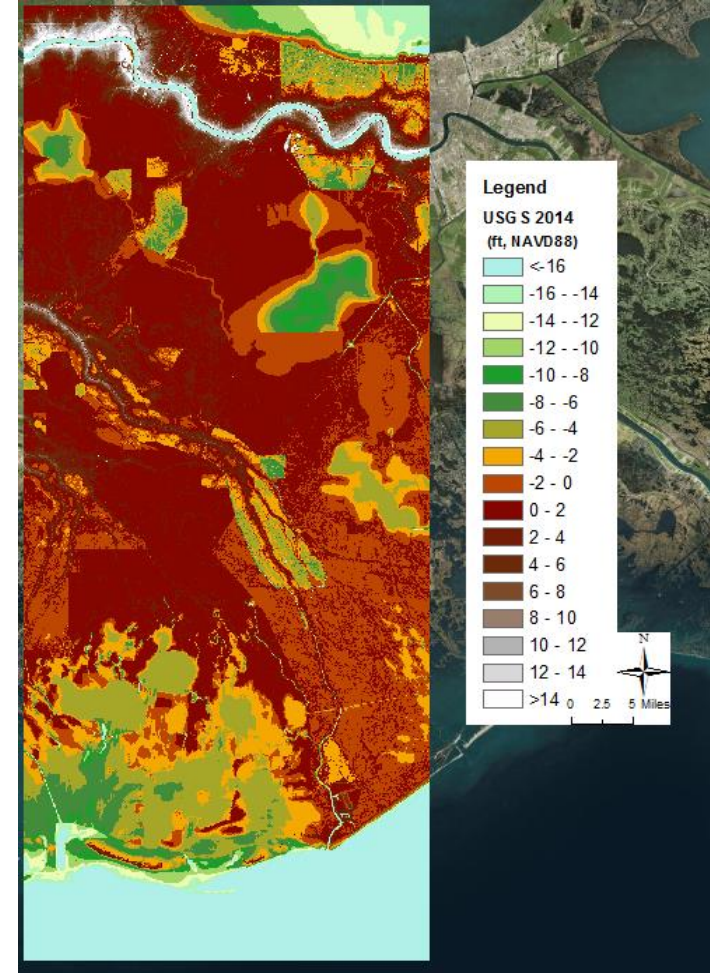 Legend
USGS 2014
(ft, NAVD88)
<-16
-16 - -14
-14 - -12
-12 - -10
-10 - -8
-8 - -6
-6 - -4
-4 - -2
-2 - 0
0 - 2
2 - 4
4 - 6
6 - 8
8 - 10
10 - 12
12 - 14
>14
N
0 2.5 5 Miles